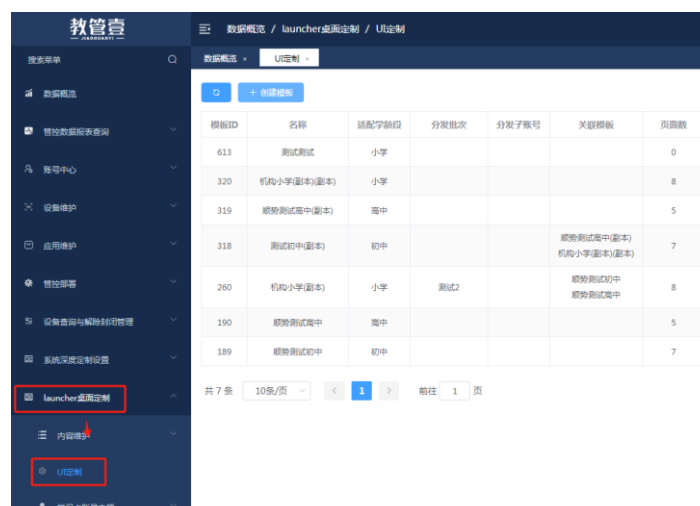 教管壹
JIAOGUANYI
数据概览 / launcher桌面定制 / UI定制
搜索菜单
数据概览 × UI定制 ×
数据概览
+ 创建模板
管控数据报表查询
账号中心
设备维护
应用维护
管控部署
设备查询与解除封闭管理
系统深度定制设置
launcher桌面定制
内容维护
UI定制
模板ID 名称 适配学龄段 分发批次 分发子账号 关联模板 页面数
613 测试测试 小学 0
320 机构小学(副本)(副本) 小学 8
319 顺势测试高中(副本) 高中 5
318 测试初中(副本) 初中 顺势测试高中(副本) 7
机构小学(副本)(副本)
260 机构小学(副本) 小学 测试2 顺势测试初中 8
顺势测试高中
190 顺势测试高中 高中 5
189 顺势测试初中 初中 7
共 7 条 10条/页 < 1 > 前往 1 页